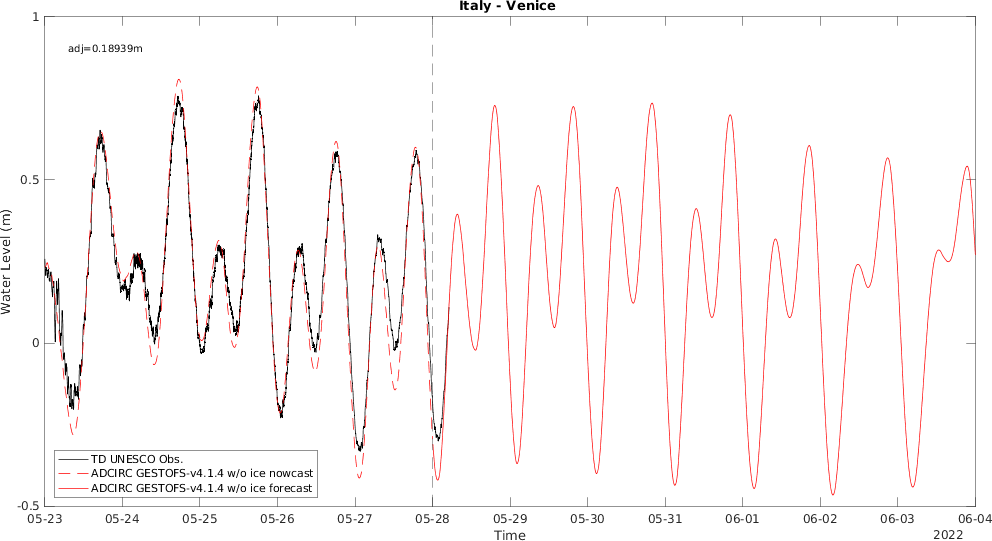 Italy - Venice
adj=0.18939m
1
0.5
0
-0.5
Water Level (m)
TD UNESCO Obs.
ADCIRC GESTOFS-v4.1.4 w/o ice nowcast
ADCIRC GESTOFS-v4.1.4 w/o ice forecast
05-23 05-24 05-25 05-26 05-27 05-28 05-29 05-30 05-31 06-01 06-02 06-03 06-04
Time
2022